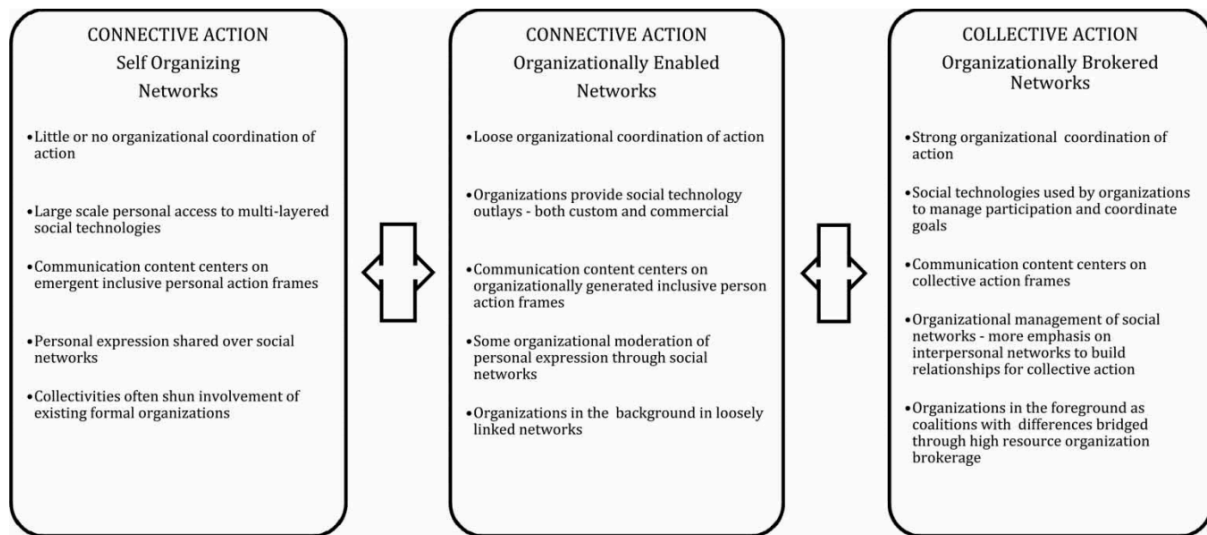 CONNECTIVE ACTION
Self Organizing
Networks
•Little or no organizational coordination of
action
•Large scale personal access to multi-layered
social technologies
•Communication content centers on
emergent inclusive personal action frames
•Personal expression shared over social
networks
•Collectivities often shun involvement of
existing formal organizations
CONNECTIVE ACTION
Organizationally Enabled
Networks
•Loose organizational coordination of action
•Organizations provide social technology
outlays - both custom and commercial
•Communication content centers on
organizationally generated inclusive person
action frames
•Some organizational moderation of
personal expression through social
networks
•Organizations in the background in loosely
linked networks
COLLECTIVE ACTION
Organizationally Brokered
Networks
•Strong organizational coordination of
action
•Social technologies used by organizations
to manage participation and coordinate
goals
•Communication content centers on
collective action frames
•Organizational management of social
networks - more emphasis on
interpersonal networks to build
relationships for collective action
•Organizations in the foreground as
coalitions with differences bridged
through high resource organization
brokerage